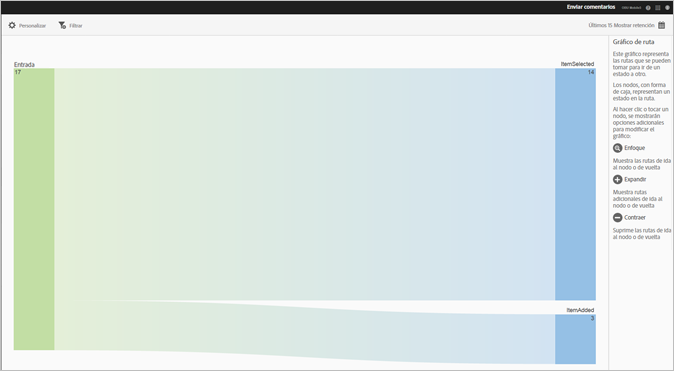 Enviar comentarios
Personalizar
Filtrar
Últimos 15 Mostrar retención
Entrada
17
ItemSelected
14
ItemAdded
3
Gráfico de ruta
Este gráfico representa
las rutas que se pueden
tomar para ir de un
estado a otro.
Los nodos, con forma
de caja, representan un
estado en la ruta.
Al hacer clic o tocar un
nodo, se mostrarán
opciones adicionales
para modificar el
gráfico:
Enfoque
Muestra las rutas de ida
al nodo o de vuelta
Expandir
Muestra rutas
adicionales de ida al
nodo o de vuelta
Contraer
Suprime las rutas de ida
al nodo o de vuelta